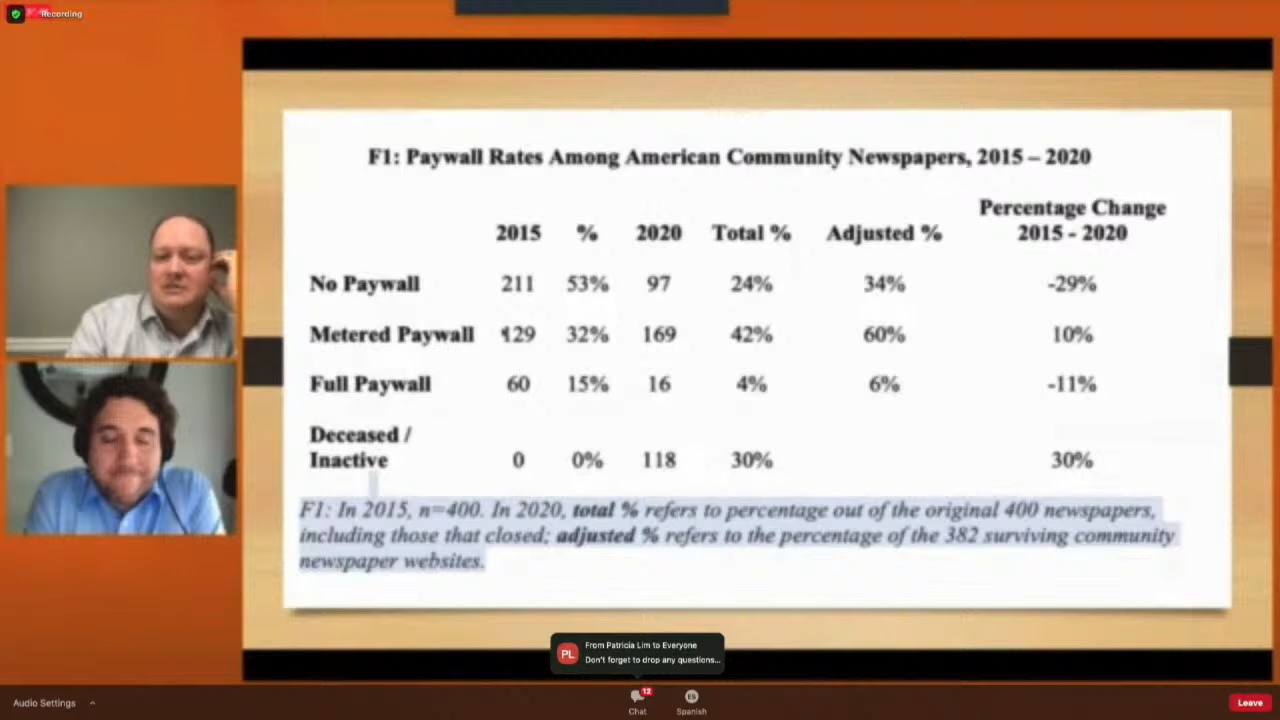 Recording
F1: Paywall Rates Among American Community Newspapers, 2015 – 2020
2015 % 2020 Total % Adjusted % Percentage Change 2015 - 2020
No Paywall 211 53% 97 24% 34% -29%
Metered Paywall 129 32% 169 42% 60% 10%
Full Paywall 60 15% 16 4% 6% -11%
Deceased /
Inactive 0 0% 118 30% 30%
F1: In 2015, n=400. In 2020, total % refers to percentage out of the original 400 newspapers,
including those that closed; adjusted % refers to the percentage of the 382 surviving community
newspaper websites.
PL
From Patricia Lim to Everyone
Don't forget to drop any questions...
Audio Settings
12
Chat
ES
Spanish
Leave